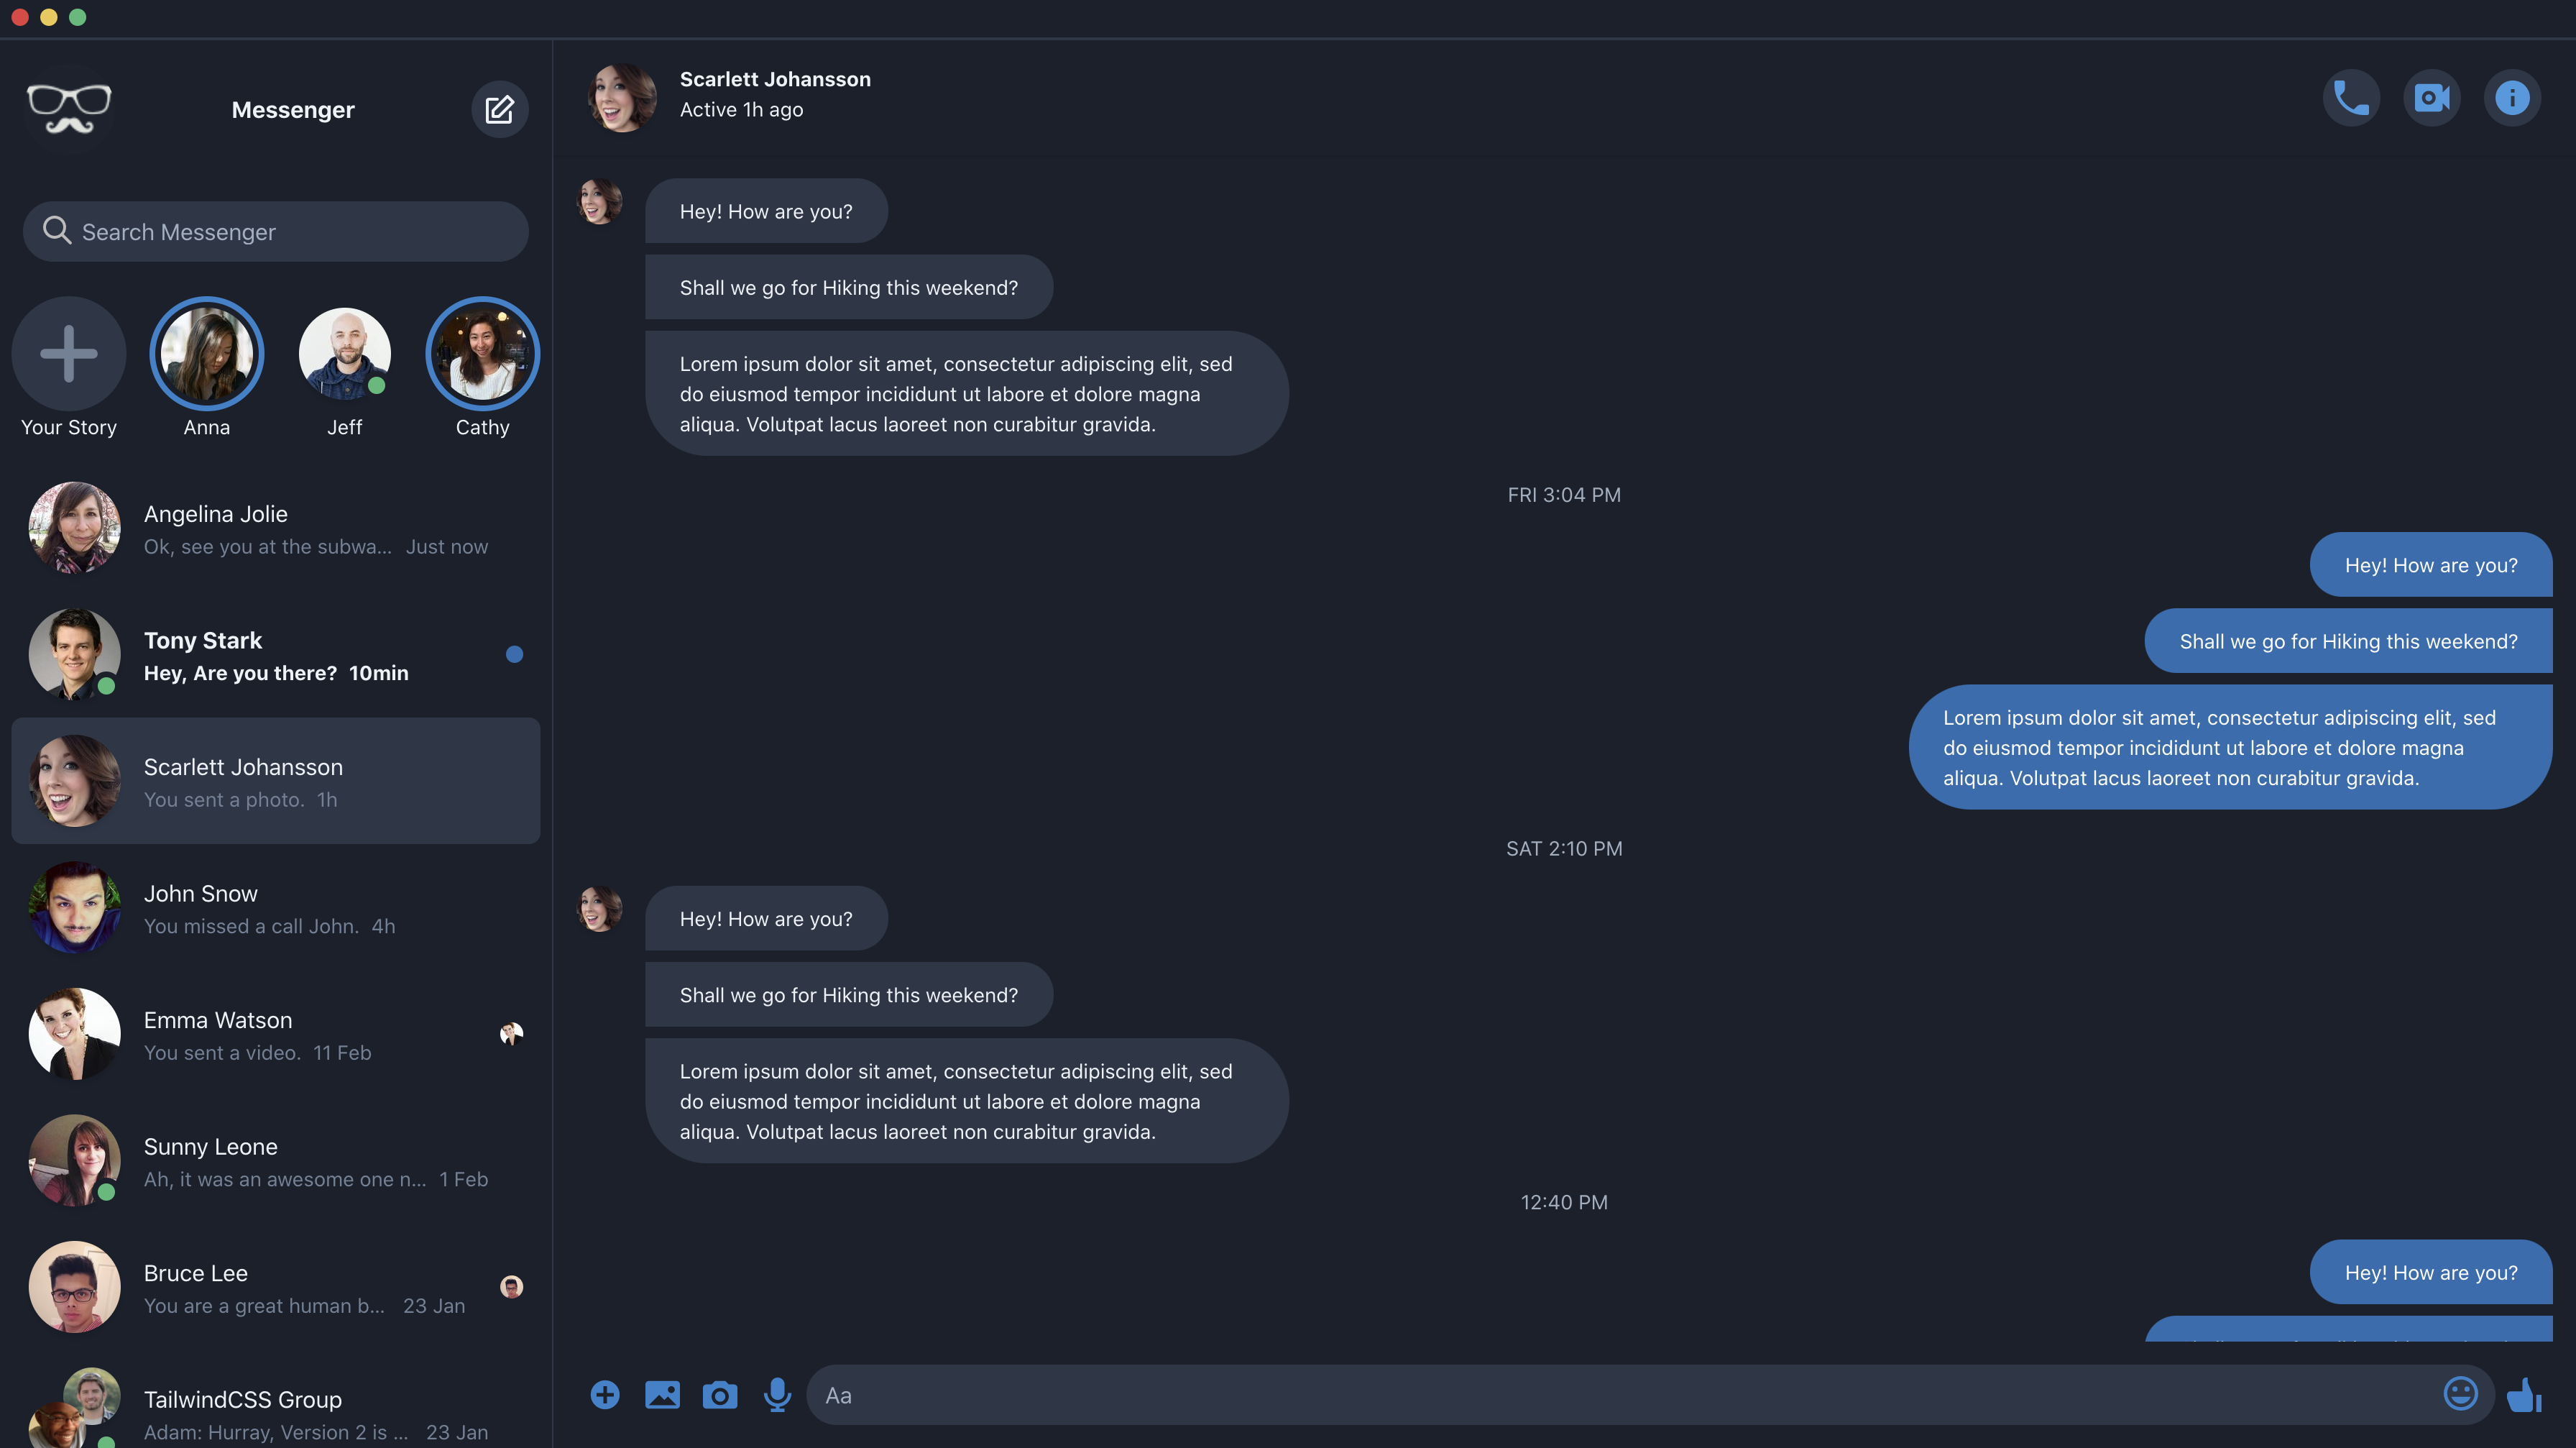 Messenger
Search Messenger
Your Story
Anna
Jeff
Cathy
Angelina Jolie
Ok, see you at the subwa... Just now
Tony Stark
Hey, Are you there? 10min
Scarlett Johansson
You sent a photo. 1h
John Snow
You missed a call John. 4h
Emma Watson
You sent a video. 11 Feb
Sunny Leone
Ah, it was an awesome one n... 1 Feb
Bruce Lee
You are a great human b... 23 Jan
TailwindCSS Group
Adam: Hurray, Version 2 is ... 23 Jan
Scarlett Johansson
Active 1h ago
Hey! How are you?
Shall we go for Hiking this weekend?
Lorem ipsum dolor sit amet, consectetur adipiscing elit, sed
do eiusmod tempor incididunt ut labore et dolore magna
aliqua. Volutpat lacus laoreet non curabitur gravida.
FRI 3:04 PM
Hey! How are you?
Shall we go for Hiking this weekend?
Lorem ipsum dolor sit amet, consectetur adipiscing elit, sed
do eiusmod tempor incididunt ut labore et dolore magna
aliqua. Volutpat lacus laoreet non curabitur gravida.
SAT 2:10 PM
Hey! How are you?
Shall we go for Hiking this weekend?
Lorem ipsum dolor sit amet, consectetur adipiscing elit, sed
do eiusmod tempor incididunt ut labore et dolore magna
aliqua. Volutpat lacus laoreet non curabitur gravida.
12:40 PM
Hey! How are you?
Aa